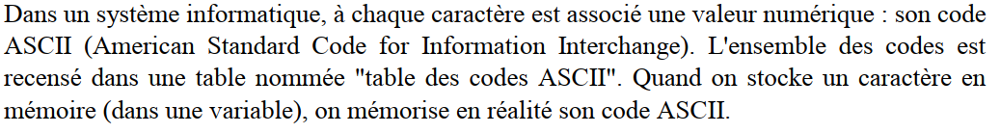 Dans un système informatique, à chaque caractère est associé une valeur numérique : son code
ASCII (American Standard Code for Information Interchange). L'ensemble des codes est
recensé dans une table nommée "table des codes ASCII". Quand on stocke un caractère en
mémoire (dans une variable), on mémorise en réalité son code ASCII.